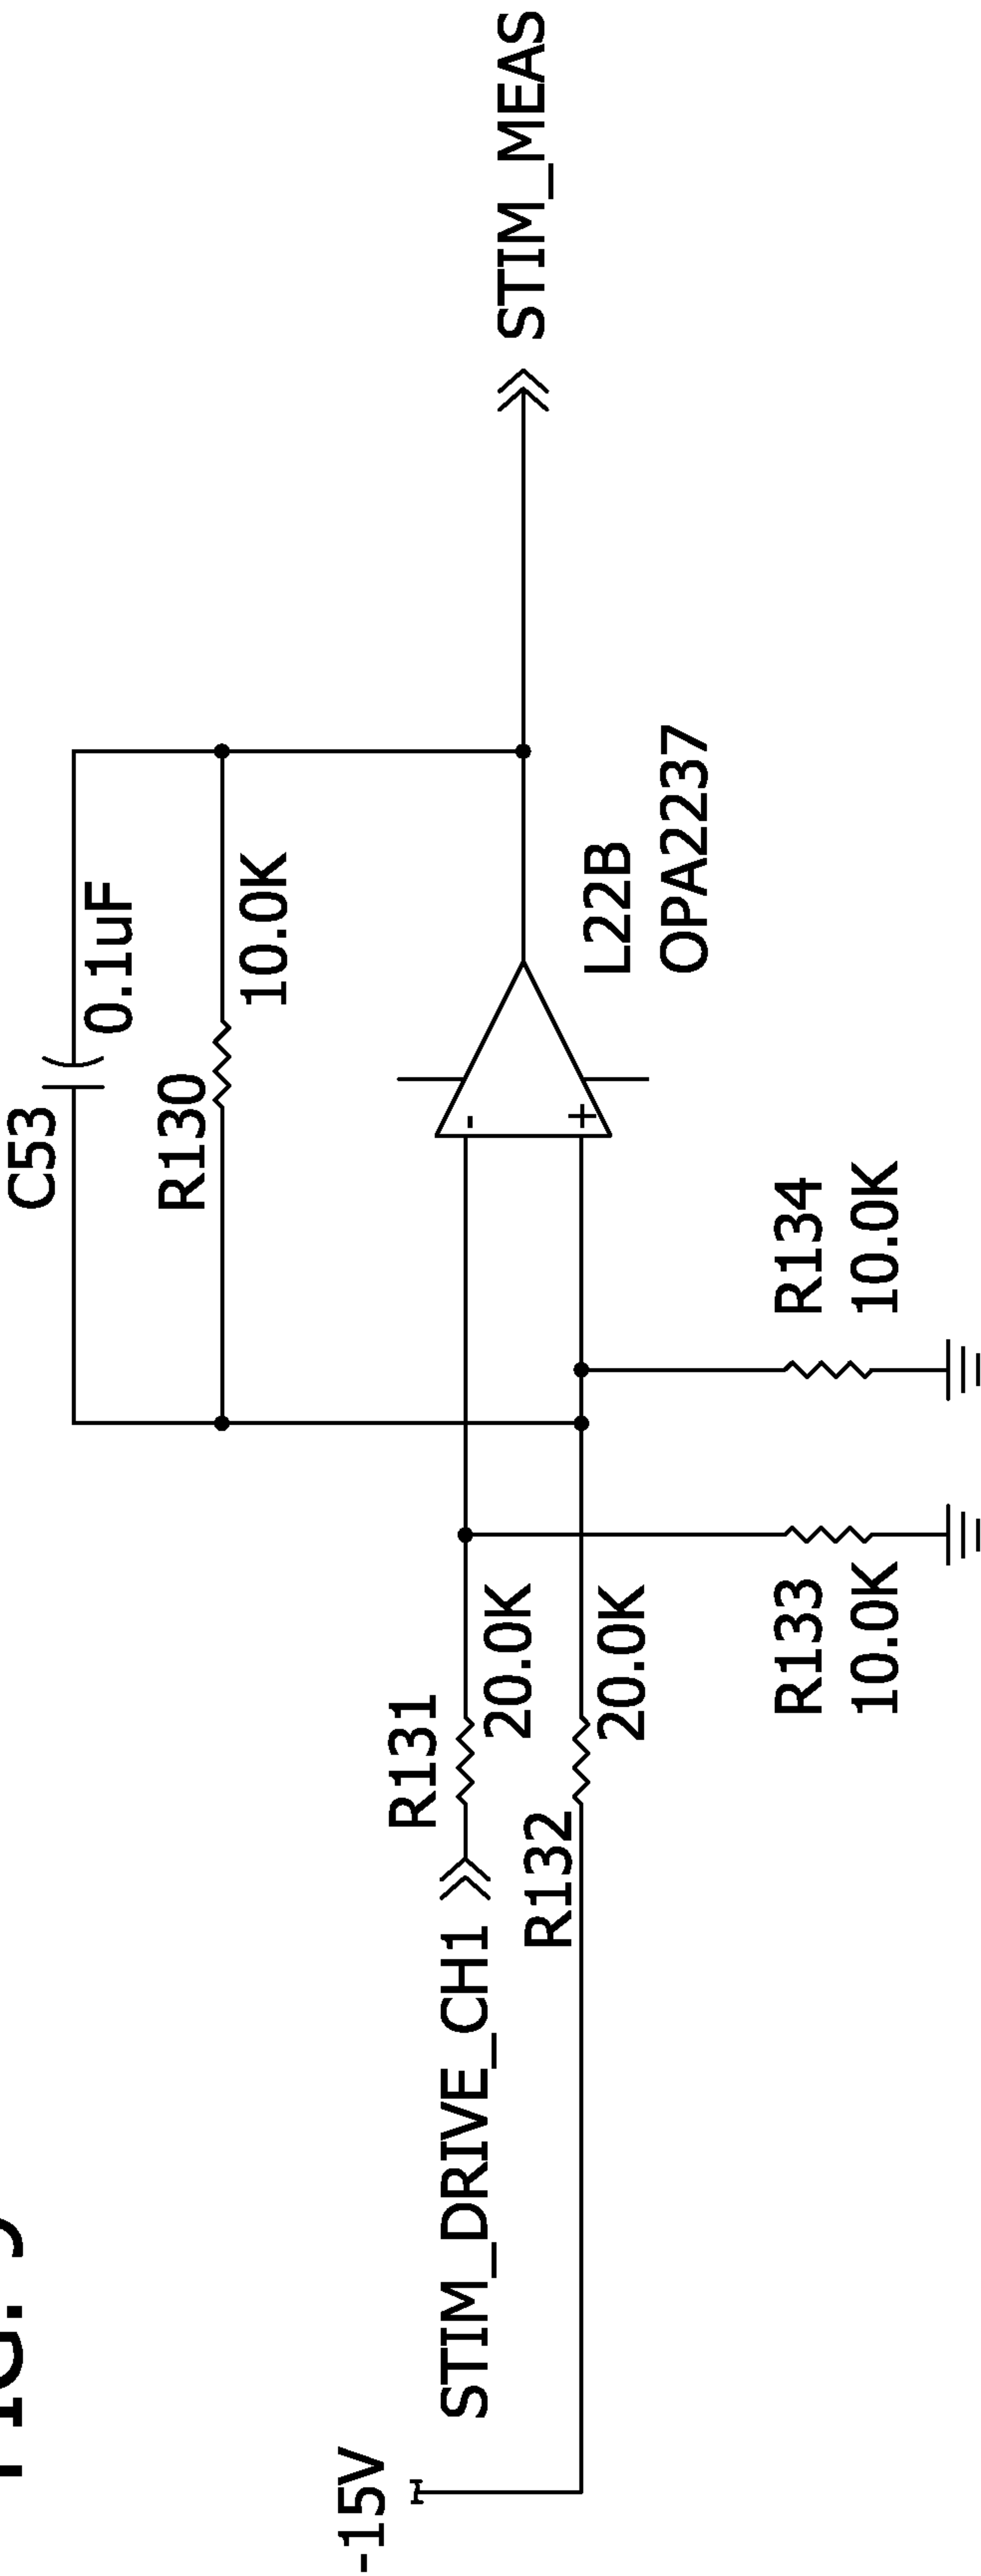 C53
0.1uF
R130
10.0K
STIM_MEAS
L22B
OPA2237
-
+
R131
20.0K
STIM_DRIVE_CH1
R132
20.0K
-15V
R133
10.0K
R134
10.0K